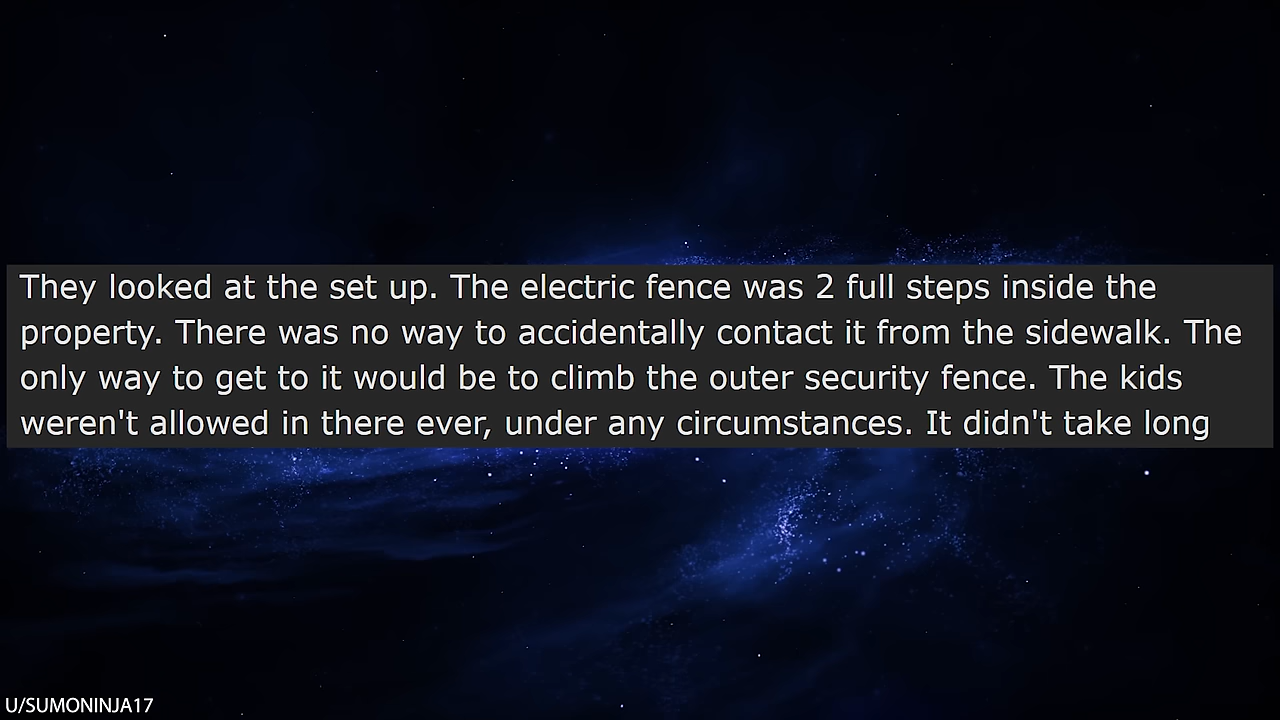 They looked at the set up. The electric fence was 2 full steps inside the
property. There was no way to accidentally contact it from the sidewalk. The
only way to get to it would be to climb the outer security fence. The kids
weren't allowed in there ever, under any circumstances. It didn't take long
U/SUMONINJA17